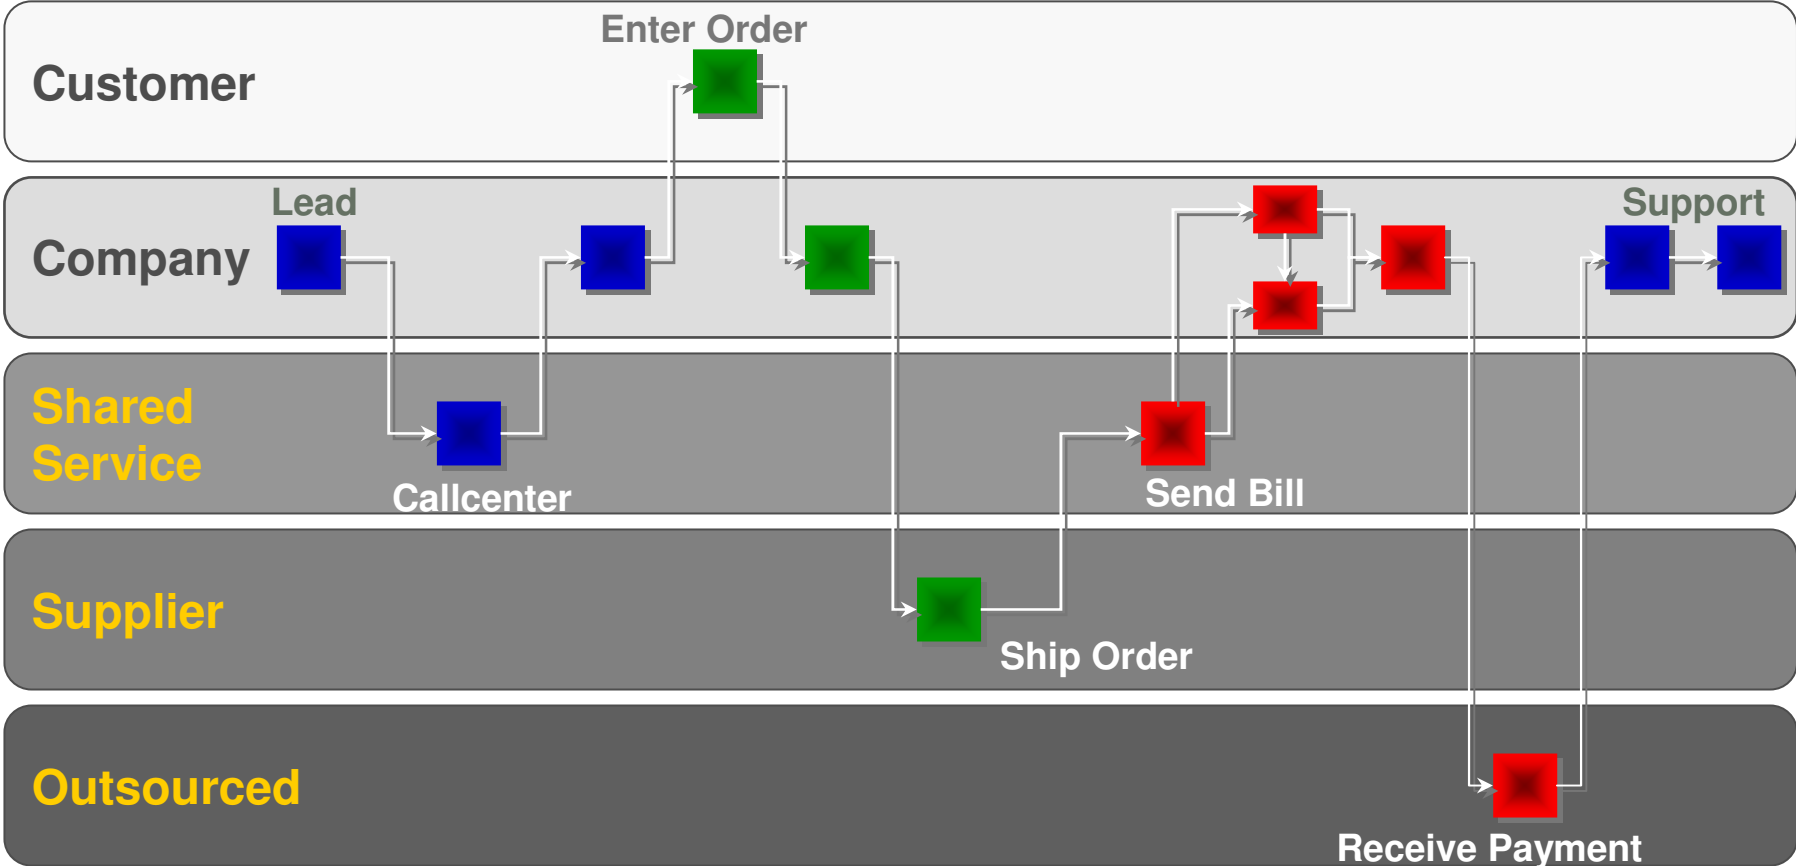 Enter Order
Customer
Lead
Support
Company
Shared
Service
Callcenter
Send Bill
Supplier
Ship Order
Outsourced
Receive Payment